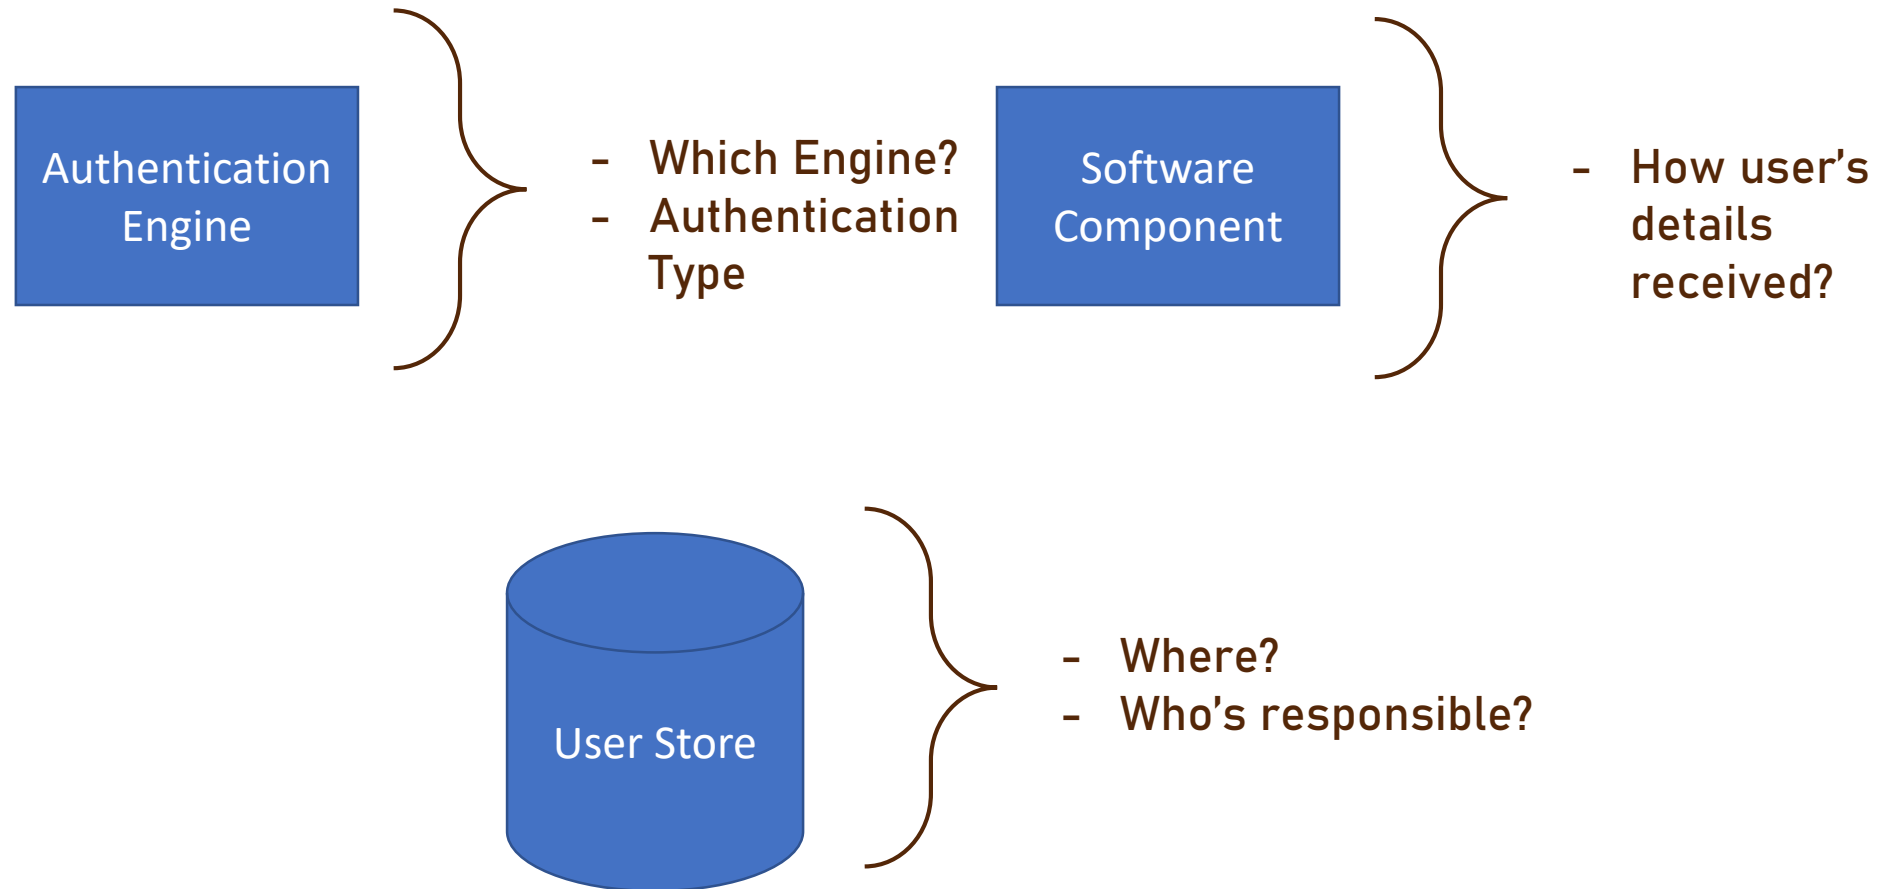 Authentication
Engine
- Which Engine?
- Authentication
Type
Software
Component
- How user’s
details
received?
User Store
- Where?
- Who’s responsible?